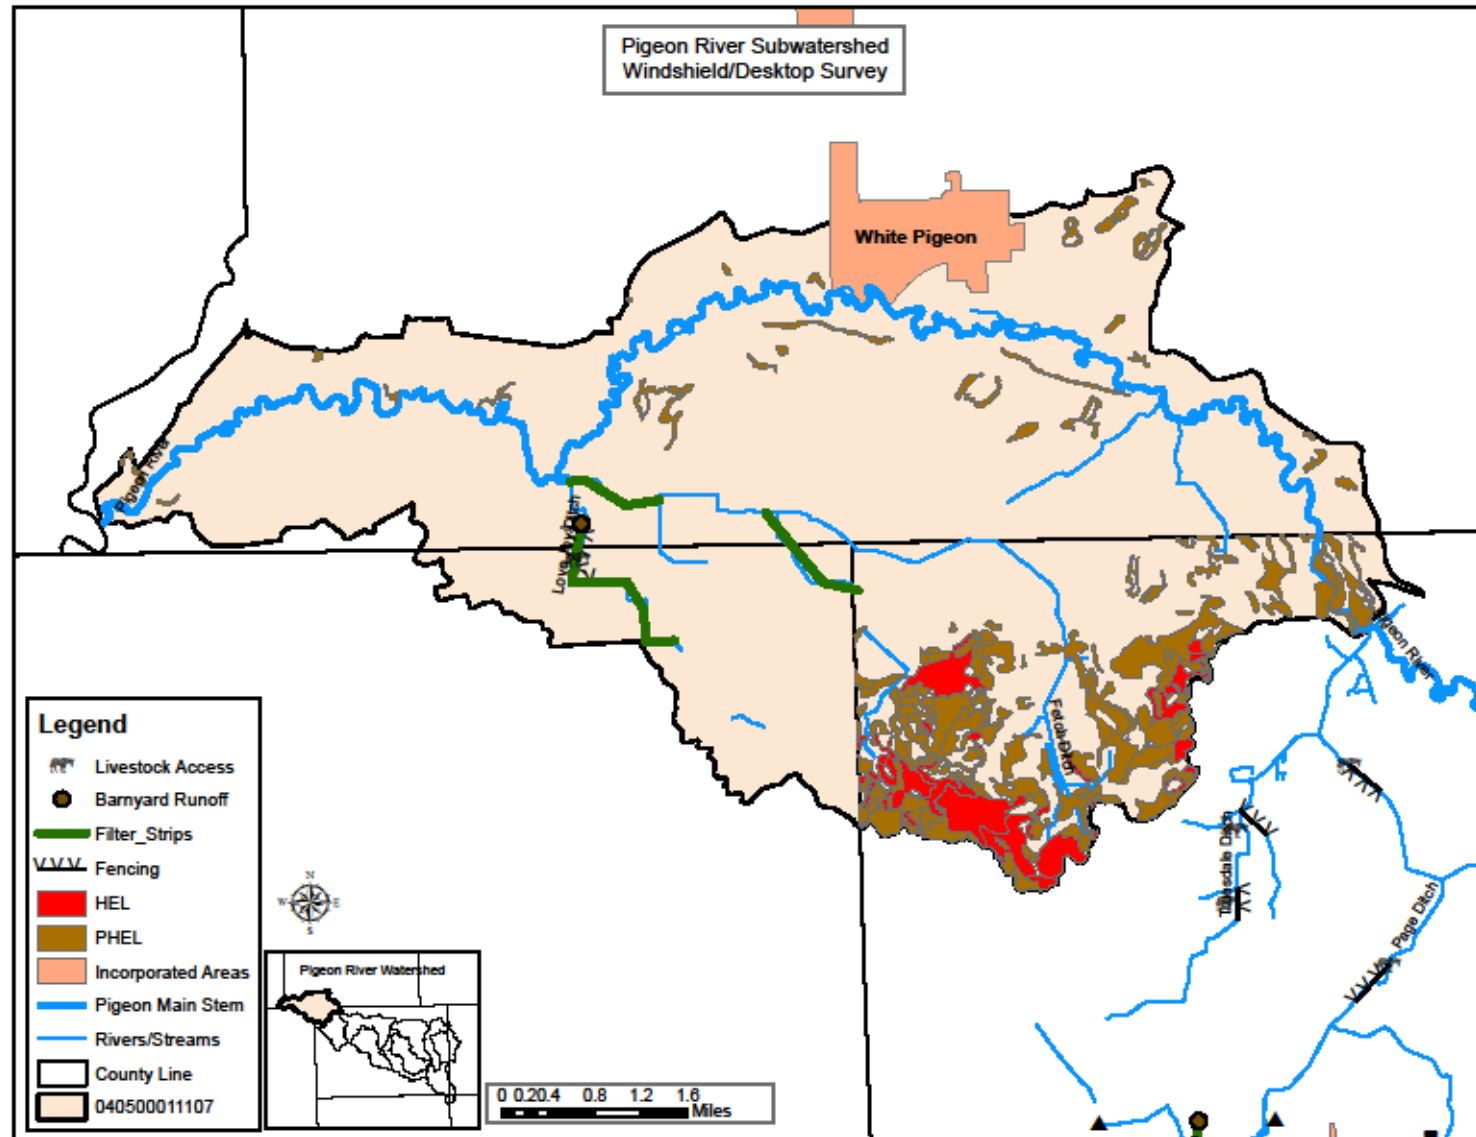 Pigeon River Subwatershed
Windshield/Desktop Survey
White Pigeon
Pigeon River
Lovejoy Ditch
Pigeon River
Fetch Ditch
Page Ditch
Legend
Livestock Access
Barnyard Runoff
Filter_Strips
Fencing
HEL
PHEL
Incorporated Areas
Pigeon Main Stem
Rivers/Streams
County Line
040500011107
N
W E
S
Pigeon River Watershed
0 0.20.4 0.8 1.2 1.6
Miles